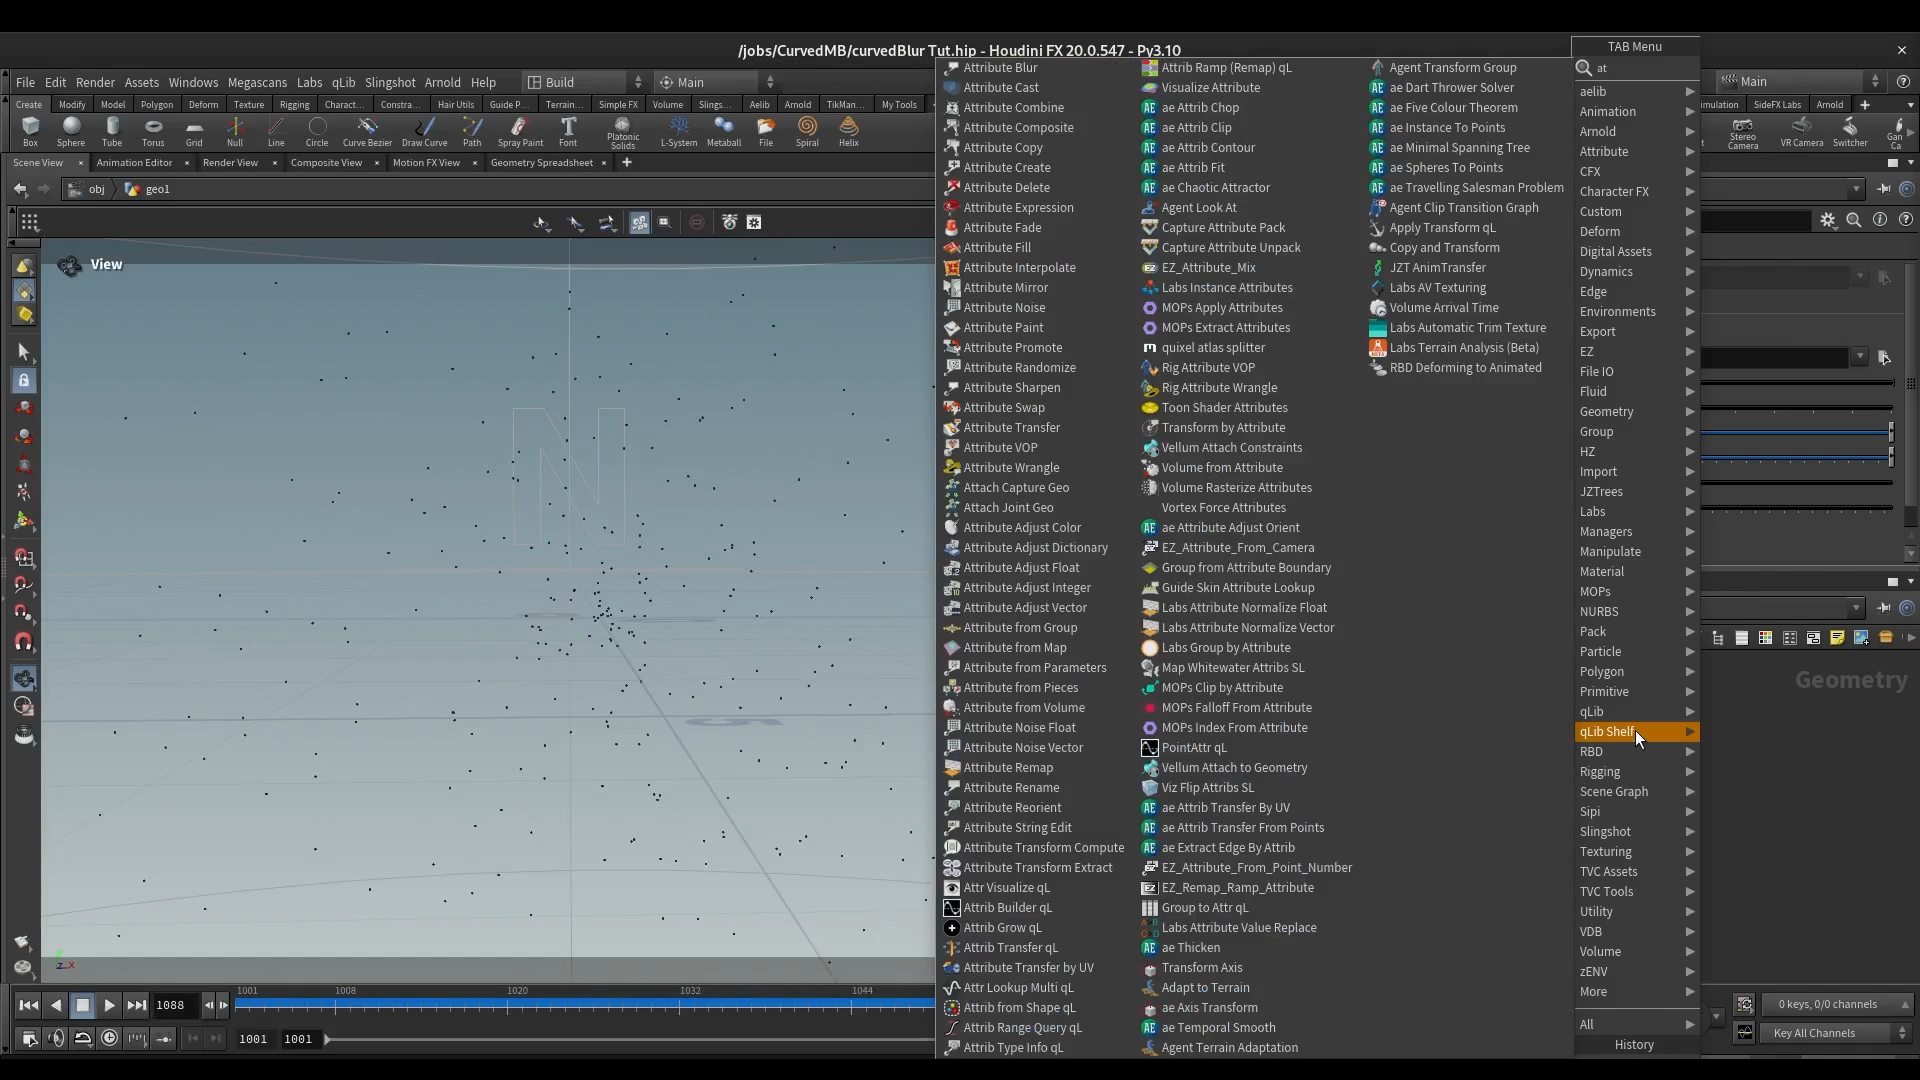 /jobs/CurvedMB/curvedBlur Tut.hip - Houdini FX 20.0.547 - Py3.10
File Edit Render Assets Windows Megascans Labs qLib Slingshot Arnold Help Build Main Main
Create Modify Model Polygon Deform Texture Rigging Charact... Constra... Hair Utils Guide P... Terrain... Simple FX Volume Slings... Aelib Arnold TikMan... My Tools
SideFX Labs Arnold
Box Sphere Tube Torus Grid Null Line Circle Curve Bezier Draw Curve Path Spray Paint Font Platonic Solids L-System Metaball File Spiral Helix
Stereo Camera VR Camera Switcher
Scene View Animation Editor Render View Composite View Motion FX View Geometry Spreadsheet
obj geo1
View
Attribute Blur
Attribute Cast
Attribute Combine
Attribute Composite
Attribute Copy
Attribute Create
Attribute Delete
Attribute Expression
Attribute Fade
Attribute Fill
Attribute Interpolate
Attribute Mirror
Attribute Noise
Attribute Paint
Attribute Promote
Attribute Randomize
Attribute Sharpen
Attribute Swap
Attribute Transfer
Attribute VOP
Attribute Wrangle
Attach Capture Geo
Attach Joint Geo
Attribute Adjust Color
Attribute Adjust Dictionary
Attribute Adjust Float
Attribute Adjust Integer
Attribute Adjust Vector
Attribute from Group
Attribute from Map
Attribute from Parameters
Attribute from Pieces
Attribute from Volume
Attribute Noise Float
Attribute Noise Vector
Attribute Remap
Attribute Rename
Attribute Reorient
Attribute String Edit
Attribute Transform Compute
Attribute Transform Extract
Attr Visualize qL
Attrib Builder qL
Attrib Grow qL
Attrib Transfer qL
Attribute Transfer by UV
Attr Lookup Multi qL
Attrib from Shape qL
Attrib Range Query qL
Attrib Type Info qL
Attrib Ramp (Remap) qL
Visualize Attribute
ae Attrib Chop
ae Attrib Clip
ae Attrib Contour
ae Attrib Fit
ae Chaotic Attractor
Agent Look At
Capture Attribute Pack
Capture Attribute Unpack
EZ_Attribute_Mix
Labs Instance Attributes
MOPs Apply Attributes
MOPs Extract Attributes
quixel atlas splitter
Rig Attribute VOP
Rig Attribute Wrangle
Toon Shader Attributes
Transform by Attribute
Vellum Attach Constraints
Volume from Attribute
Volume Rasterize Attributes
Vortex Force Attributes
ae Attribute Adjust Orient
EZ_Attribute_From_Camera
Group from Attribute Boundary
Guide Skin Attribute Lookup
Labs Attribute Normalize Float
Labs Attribute Normalize Vector
Labs Group by Attribute
Map Whitewater Attribs SL
MOPs Clip by Attribute
MOPs Falloff From Attribute
MOPs Index From Attribute
PointAttr qL
Vellum Attach to Geometry
Viz Flip Attribs SL
ae Attrib Transfer By UV
ae Attrib Transfer From Points
ae Extract Edge By Attrib
EZ_Attribute_From_Point_Number
EZ_Remap_Ramp_Attribute
Group to Attr qL
Labs Attribute Value Replace
ae Thicken
Transform Axis
Adapt to Terrain
ae Axis Transform
ae Temporal Smooth
Agent Terrain Adaptation
Agent Transform Group
ae Dart Thrower Solver
ae Five Colour Theorem
ae Instance To Points
ae Minimal Spanning Tree
ae Spheres To Points
ae Travelling Salesman Problem
Agent Clip Transition Graph
Apply Transform qL
Copy and Transform
JZT AnimTransfer
Labs AV Texturing
Volume Arrival Time
Labs Automatic Trim Texture
Labs Terrain Analysis (Beta)
RBD Deforming to Animated
TAB Menu
at
aelib
Animation
Arnold
Attribute
CFX
Character FX
Custom
Deform
Digital Assets
Dynamics
Edge
Environments
Export
EZ
File IO
Fluid
Geometry
Group
HZ
Import
JZTrees
Labs
Managers
Manipulate
Material
MOPs
NURBS
Pack
Particle
Polygon
Primitive
qLib
qLib Shelf
RBD
Rigging
Scene Graph
Sipi
Slingshot
Texturing
TVC Assets
TVC Tools
Utility
VDB
Volume
zENV
More
All
History
Geometry
1088 1001 1008 1020 1032 1044
1001 1001
0 keys, 0/0 channels
Key All Channels